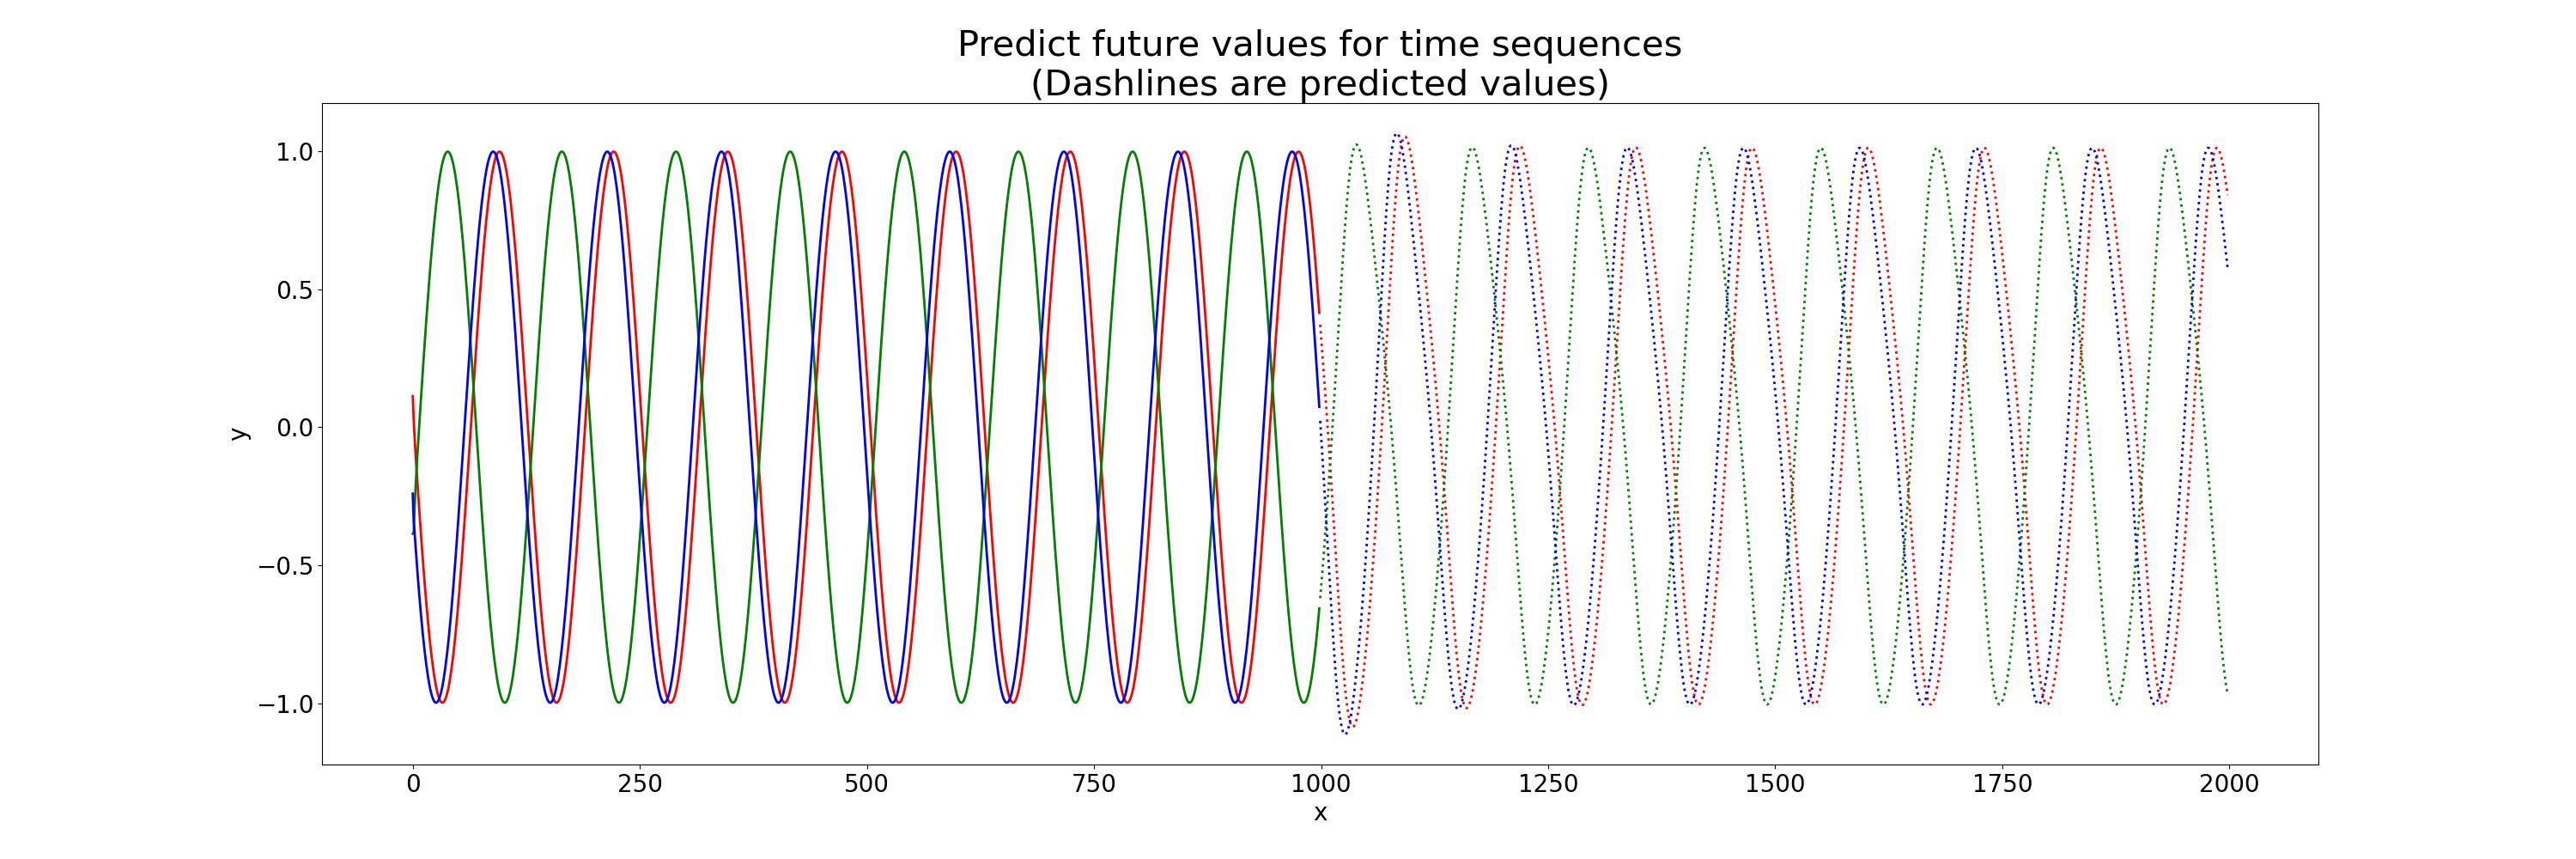 Predict future values for time sequences
(Dashlines are predicted values)
1.0
0.5
0.0
−0.5
−1.0
y
0 250 500 750 1000 1250 1500 1750 2000
x